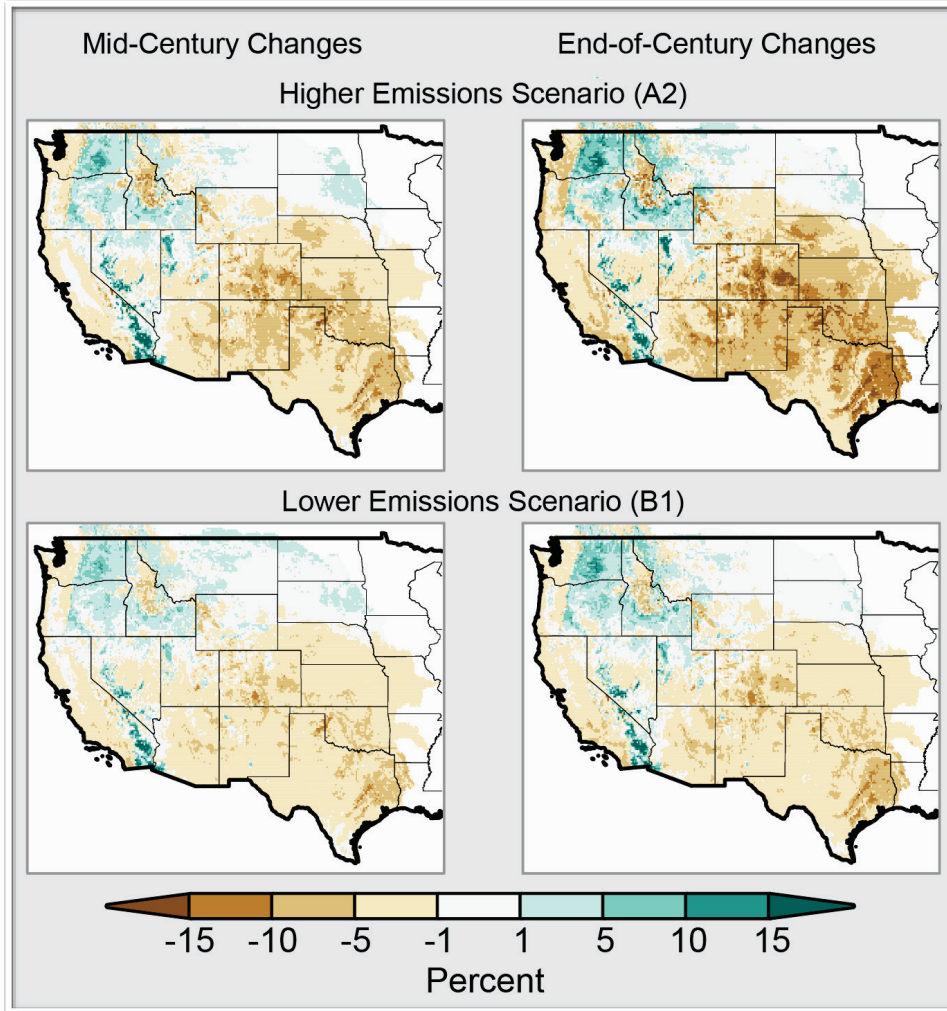 Mid-Century Changes
End-of-Century Changes
Higher Emissions Scenario (A2)
Lower Emissions Scenario (B1)
-15 -10 -5 -1 1 5 10 15
Percent